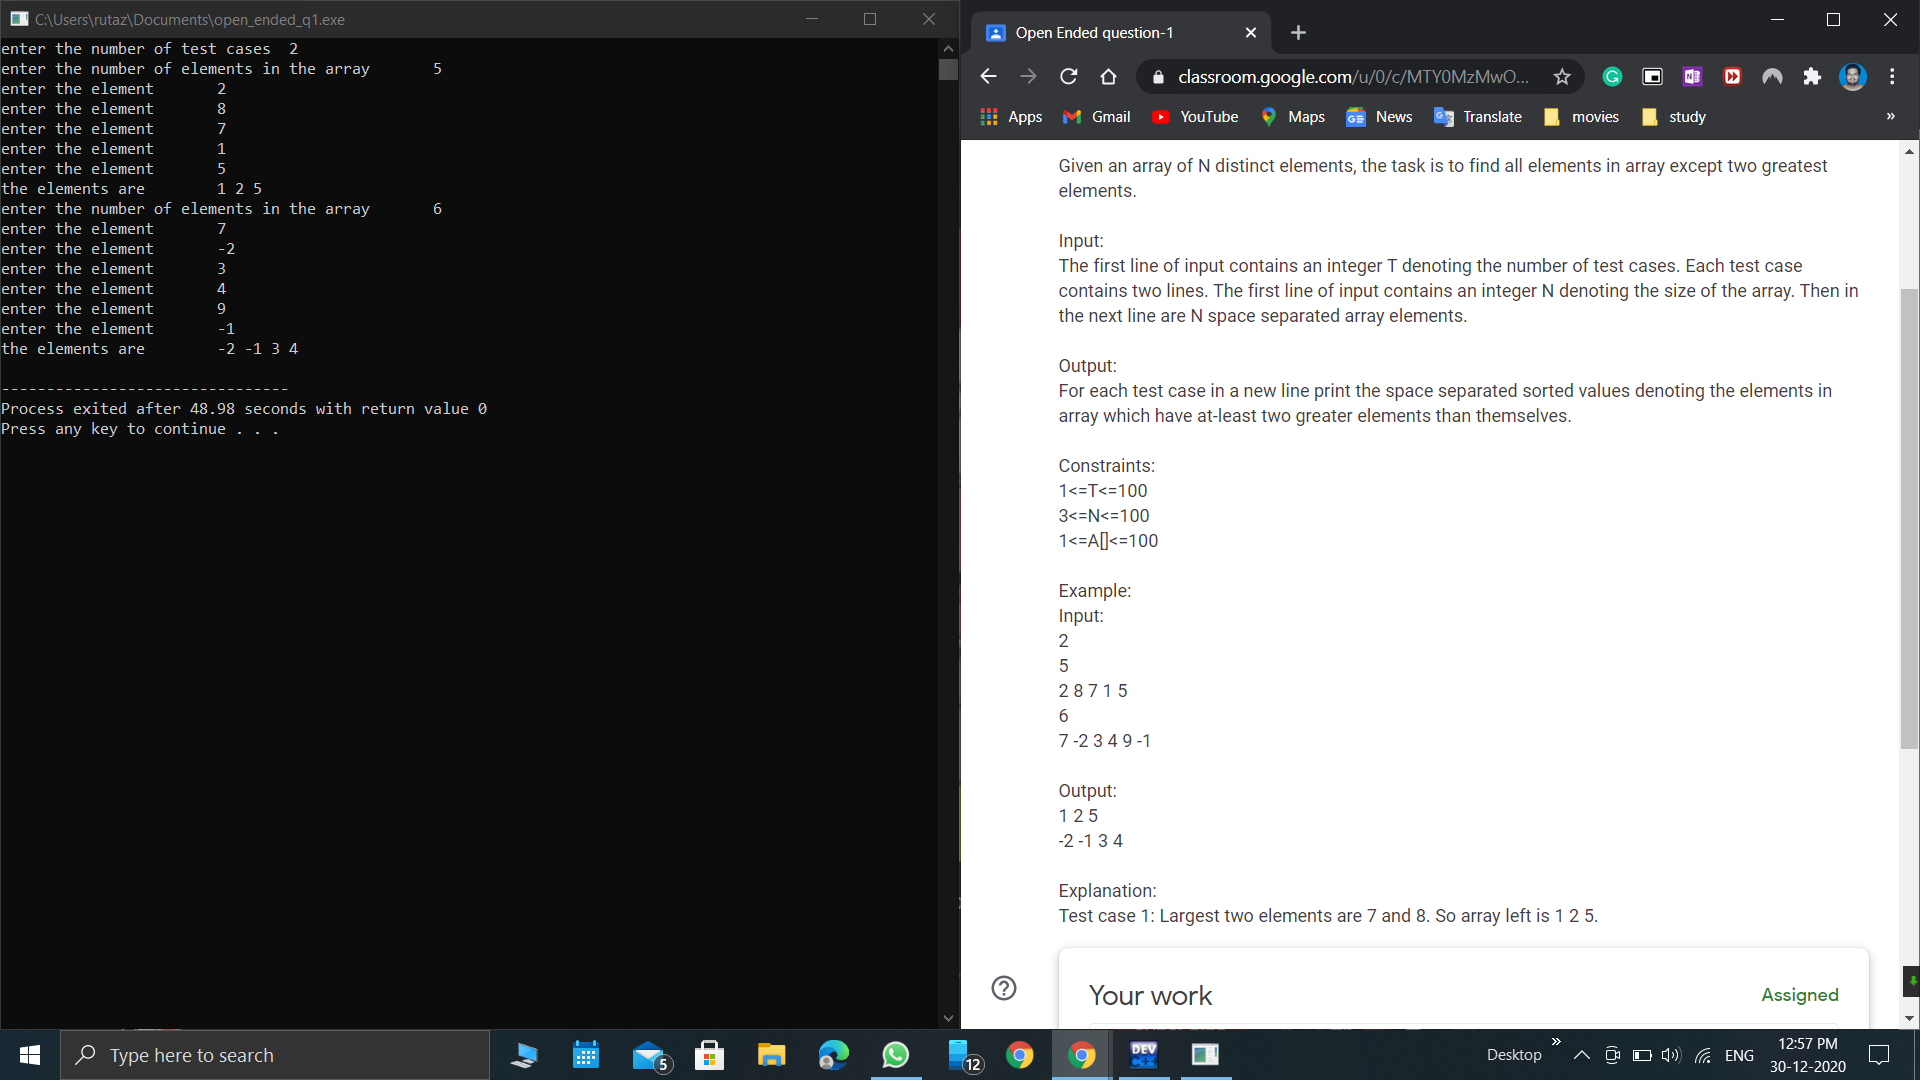 C:\Users\rutaz\Documents\open_ended_q1.exe
enter the number of test cases 2
enter the number of elements in the array 5
enter the element 2
enter the element 8
enter the element 7
enter the element 1
enter the element 5
the elements are 1 2 5
enter the number of elements in the array 6
enter the element 7
enter the element -2
enter the element 3
enter the element 4
enter the element 9
enter the element -1
the elements are -2 -1 3 4
--------------------------------
Process exited after 48.98 seconds with return value 0
Press any key to continue . . .
Open Ended question-1
classroom.google.com/u/0/c/MTY0MzMwO...
Apps Gmail YouTube Maps News Translate movies study »
Given an array of N distinct elements, the task is to find all elements in array except two greatest
elements.
Input:
The first line of input contains an integer T denoting the number of test cases. Each test case
contains two lines. The first line of input contains an integer N denoting the size of the array. Then in
the next line are N space separated array elements.
Output:
For each test case in a new line print the space separated sorted values denoting the elements in
array which have at-least two greater elements than themselves.
Constraints:
1<=T<=100
3<=N<=100
1<=A[]<=100
Example:
Input:
2
5
2 8 7 1 5
6
7 -2 3 4 9 -1
Output:
1 2 5
-2 -1 3 4
Explanation:
Test case 1: Largest two elements are 7 and 8. So array left is 1 2 5.
Your work
Assigned
Type here to search
5
12
DEV C++
Desktop » ENG
12:57 PM
30-12-2020